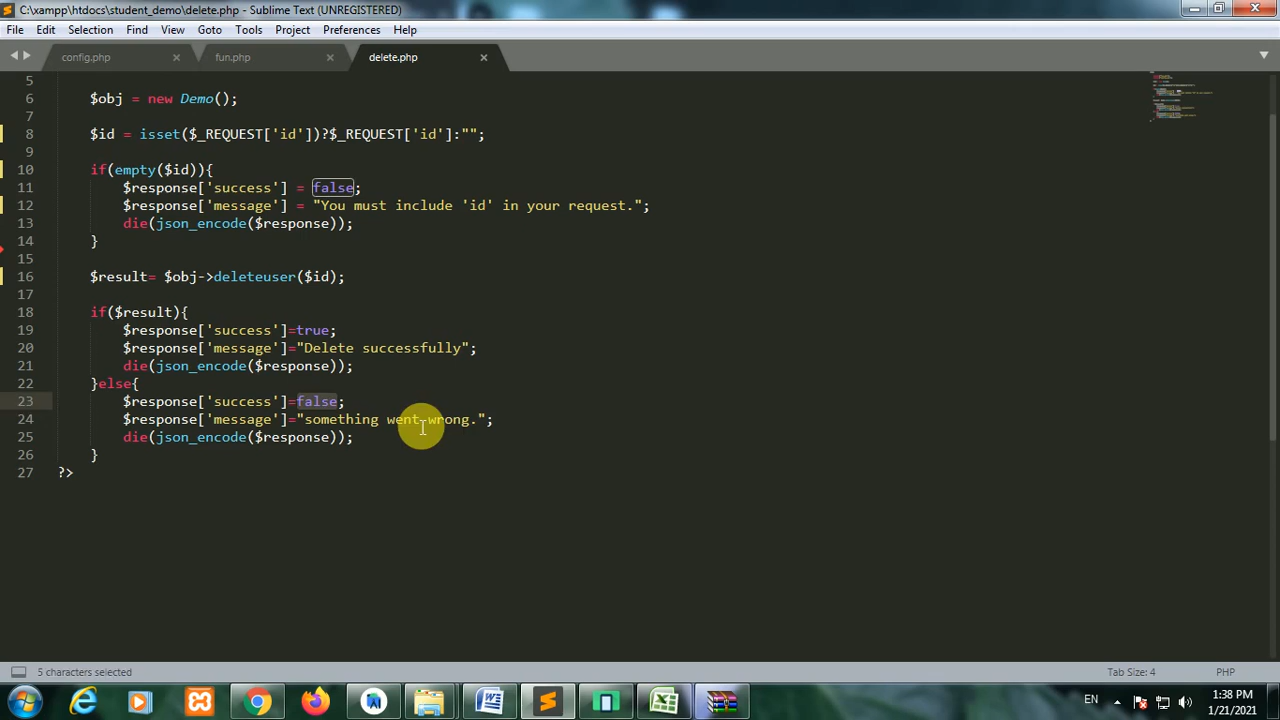 C:\xampp\htdocs\student_demo\delete.php - Sublime Text (UNREGISTERED)
File Edit Selection Find View Goto Tools Project Preferences Help
config.php fun.php delete.php
5
6 $obj = new Demo();
7
8 $id = isset($_REQUEST['id'])?$_REQUEST['id']:"";
9
10 if(empty($id)){
11 $response['success'] = false;
12 $response['message'] = "You must include 'id' in your request.";
13 die(json_encode($response));
14 }
15
16 $result= $obj->deleteuser($id);
17
18 if($result){
19 $response['success']=true;
20 $response['message']="Delete successfully";
21 die(json_encode($response));
22 }else{
23 $response['success']=false;
24 $response['message']="something went wrong.";
25 die(json_encode($response));
26 }
27 ?>
5 characters selected Tab Size: 4 PHP
EN 1:38 PM
1/21/2021